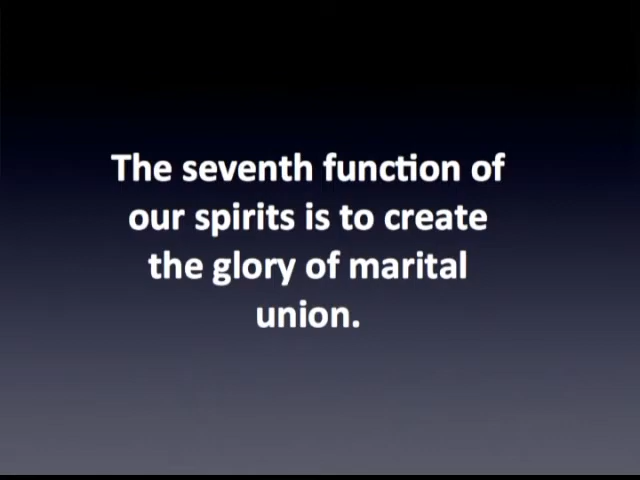 The seventh function of
our spirits is to create
the glory of marital
union.